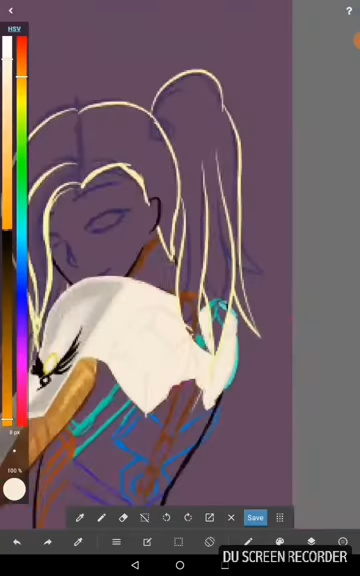 ?
HSV
8 px
100 %
Save
DU SCREEN RECORDER